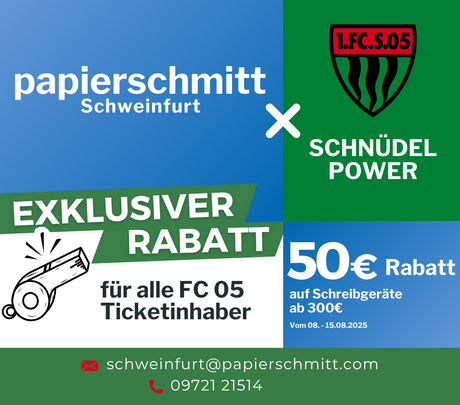 papierschmitt
Schweinfurt
×
1.FC.S.05
SCHNÜDEL
POWER
EXKLUSIVER
RABATT
für alle FC 05
Ticketinhaber
50€ Rabatt
auf Schreibgeräte
ab 300€
Vom 08. - 15.08.2025
schweinfurt@papierschmitt.com
09721 21514